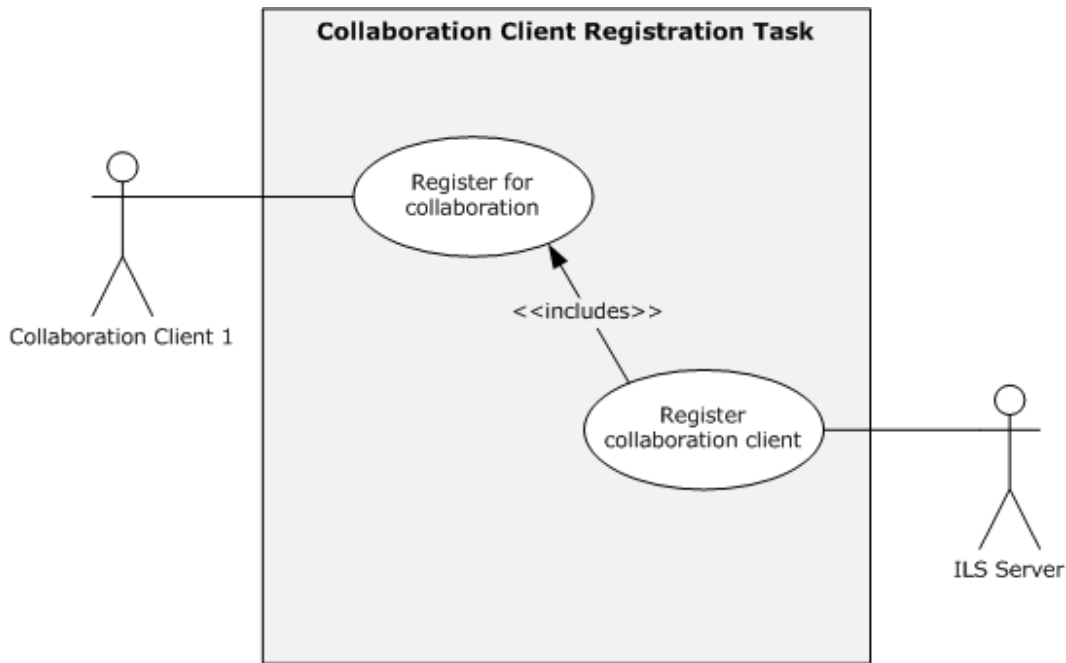 Collaboration Client Registration Task
Register for
collaboration
Collaboration Client 1
<<includes>>
Register
collaboration client
ILS Server